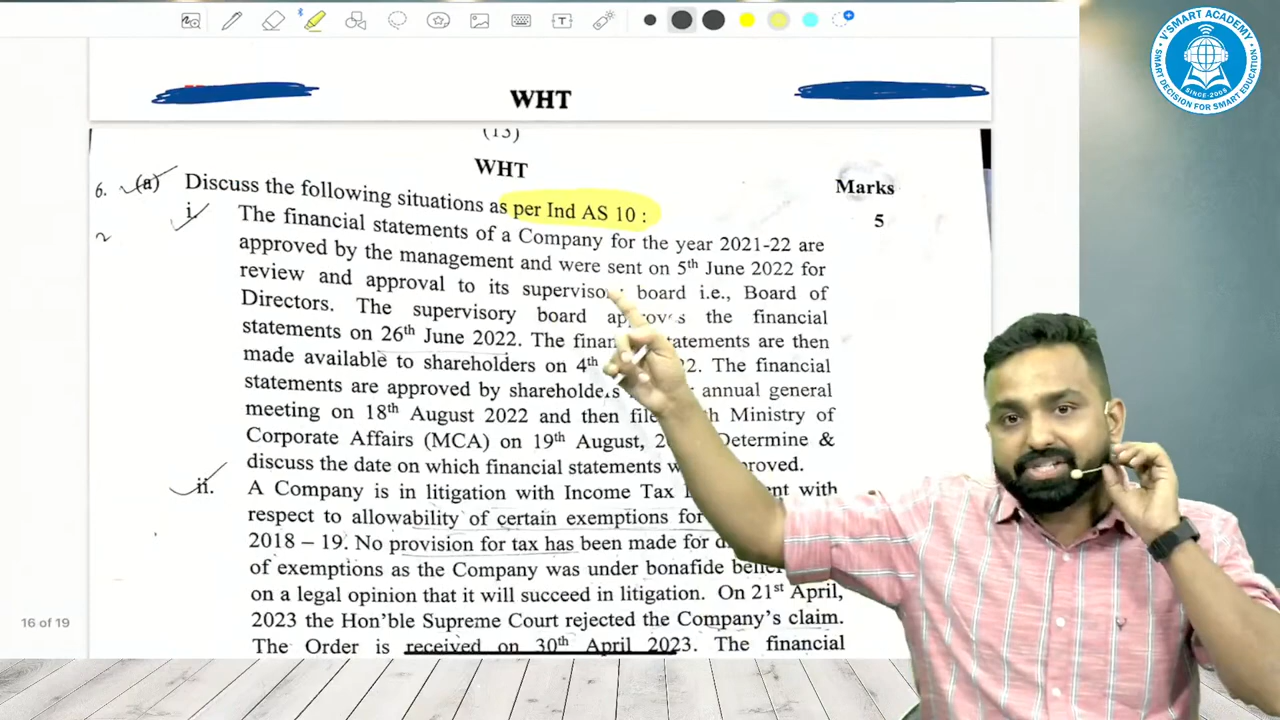 V'SMART ACADEMY
SMART DECISION FOR SMART EDUCATION
SINCE-2005
T
WHT
(13)
WHT
Marks
6. (a) Discuss the following situations as per Ind AS 10 :
5
i. The financial statements of a Company for the year 2021-22 are
approved by the management and were sent on 5th June 2022 for
review and approval to its supervisory board i.e., Board of
Directors. The supervisory board approves the financial
statements on 26th June 2022. The financial statements are then
made available to shareholders on 4th 2. The financial
statements are approved by shareholders annual general
meeting on 18th August 2022 and then file Ministry of
Corporate Affairs (MCA) on 19th August, Determine &
discuss the date on which financial statements approved.
ii. A Company is in litigation with Income Tax with
respect to allowability of certain exemptions for
2018 – 19. No provision for tax has been made for
of exemptions as the Company was under bonafide
on a legal opinion that it will succeed in litigation. On 21st April,
2023 the Hon'ble Supreme Court rejected the Company's claim.
The Order is received on 30th April 2023. The financial
16 of 19